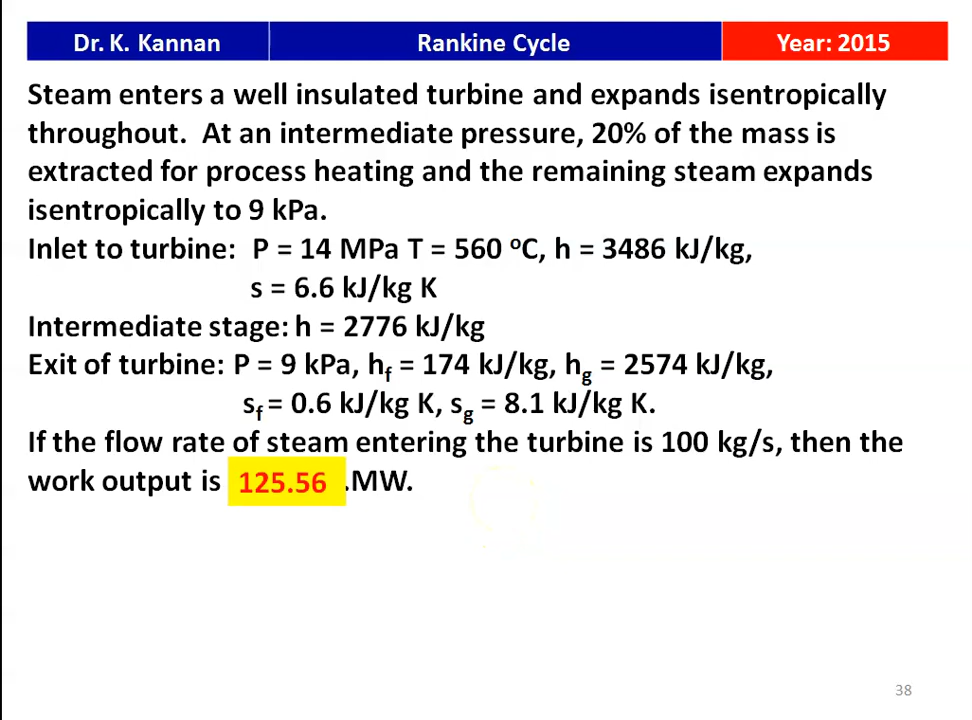 Dr. K. Kannan Rankine Cycle Year: 2015
Steam enters a well insulated turbine and expands isentropically
throughout. At an intermediate pressure, 20% of the mass is
extracted for process heating and the remaining steam expands
isentropically to 9 kPa.
Inlet to turbine: P = 14 MPa T = 560 ºC, h = 3486 kJ/kg,
s = 6.6 kJ/kg K
Intermediate stage: h = 2776 kJ/kg
Exit of turbine: P = 9 kPa, hf = 174 kJ/kg, hg = 2574 kJ/kg,
sf = 0.6 kJ/kg K, sg = 8.1 kJ/kg K.
If the flow rate of steam entering the turbine is 100 kg/s, then the
work output is 125.56 .MW.
38